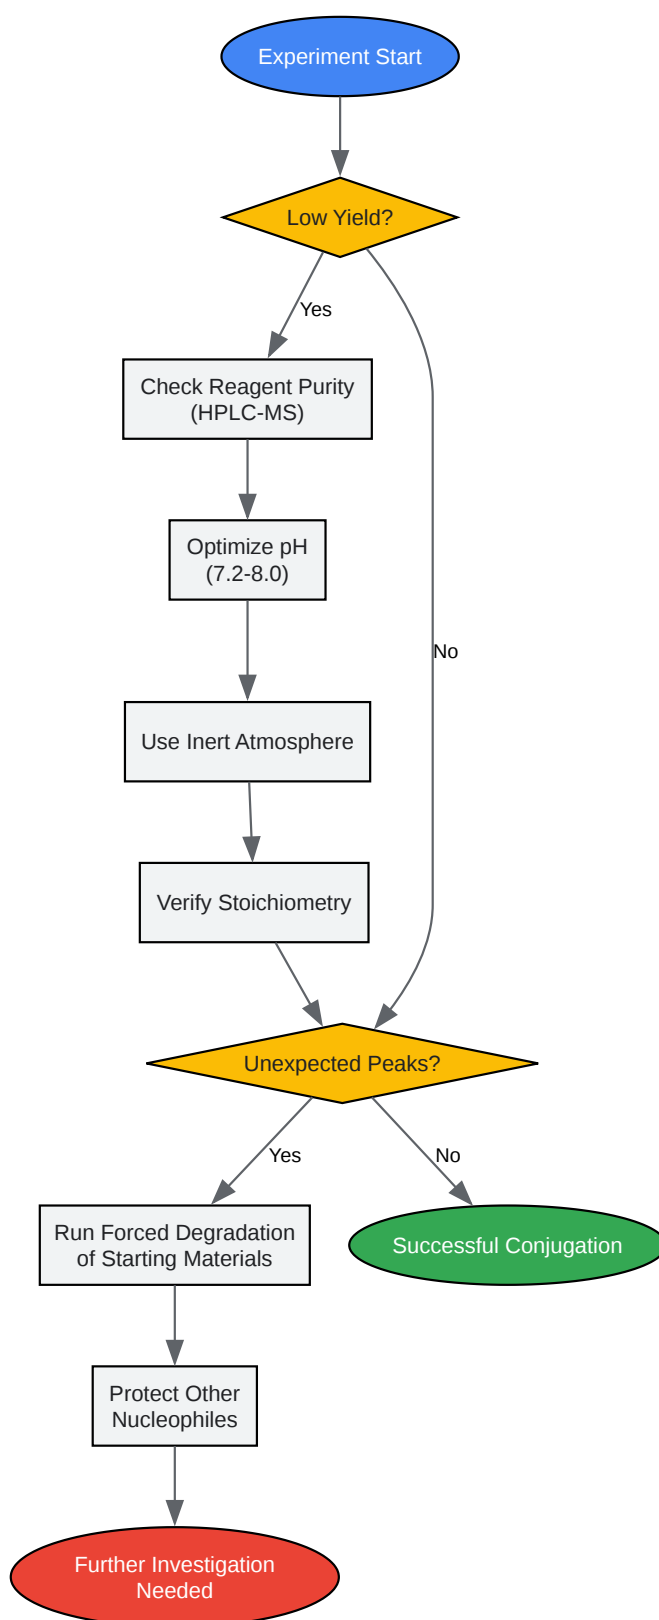 Experiment Start
Low Yield?
Yes
Check Reagent Purity
(HPLC-MS)
Optimize pH
(7.2-8.0)
No
Use Inert Atmosphere
Verify Stoichiometry
Unexpected Peaks?
Yes
No
Run Forced Degradation
of Starting Materials
Successful Conjugation
Protect Other
Nucleophiles
Further Investigation
Needed